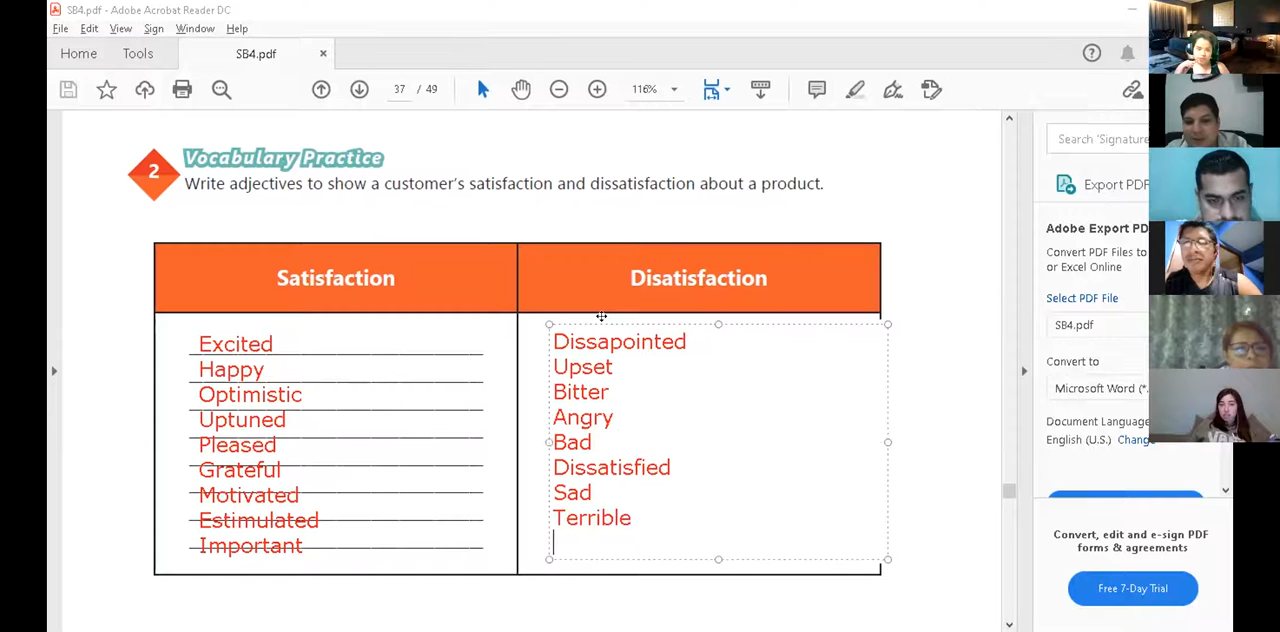 SB4.pdf - Adobe Acrobat Reader DC
File Edit View Sign Window Help
Home Tools SB4.pdf ×
37 / 49 116%
Search 'Signature
2 Vocabulary Practice
Write adjectives to show a customer's satisfaction and dissatisfaction about a product.
Export PDF
Satisfaction Disatisfaction
Adobe Export PD
Convert PDF Files to
or Excel Online
Select PDF File
SB4.pdf
Convert to
Microsoft Word (*.
Document Language
English (U.S.) Change
Excited
Happy
Optimistic
Uptuned
Pleased
Grateful
Motivated
Estimulated
Important
Dissapointed
Upset
Bitter
Angry
Bad
Dissatisfied
Sad
Terrible
Convert, edit and e-sign PDF
forms & agreements
Free 7-Day Trial